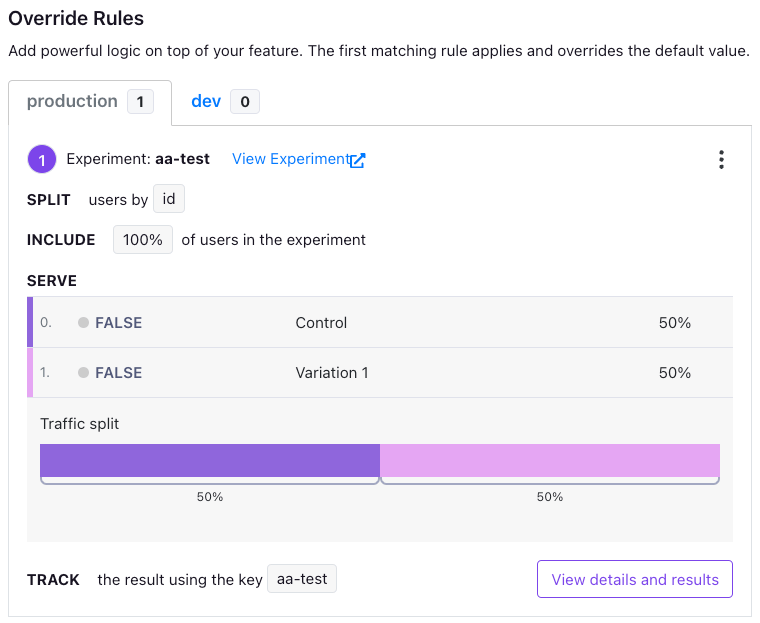 Override Rules
Add powerful logic on top of your feature. The first matching rule applies and overrides the default value.
production 1 dev 0
1 Experiment: aa-test View Experiment
SPLIT users by id
INCLUDE 100% of users in the experiment
SERVE
0. FALSE Control 50%
1. FALSE Variation 1 50%
Traffic split
50% 50%
TRACK the result using the key aa-test View details and results